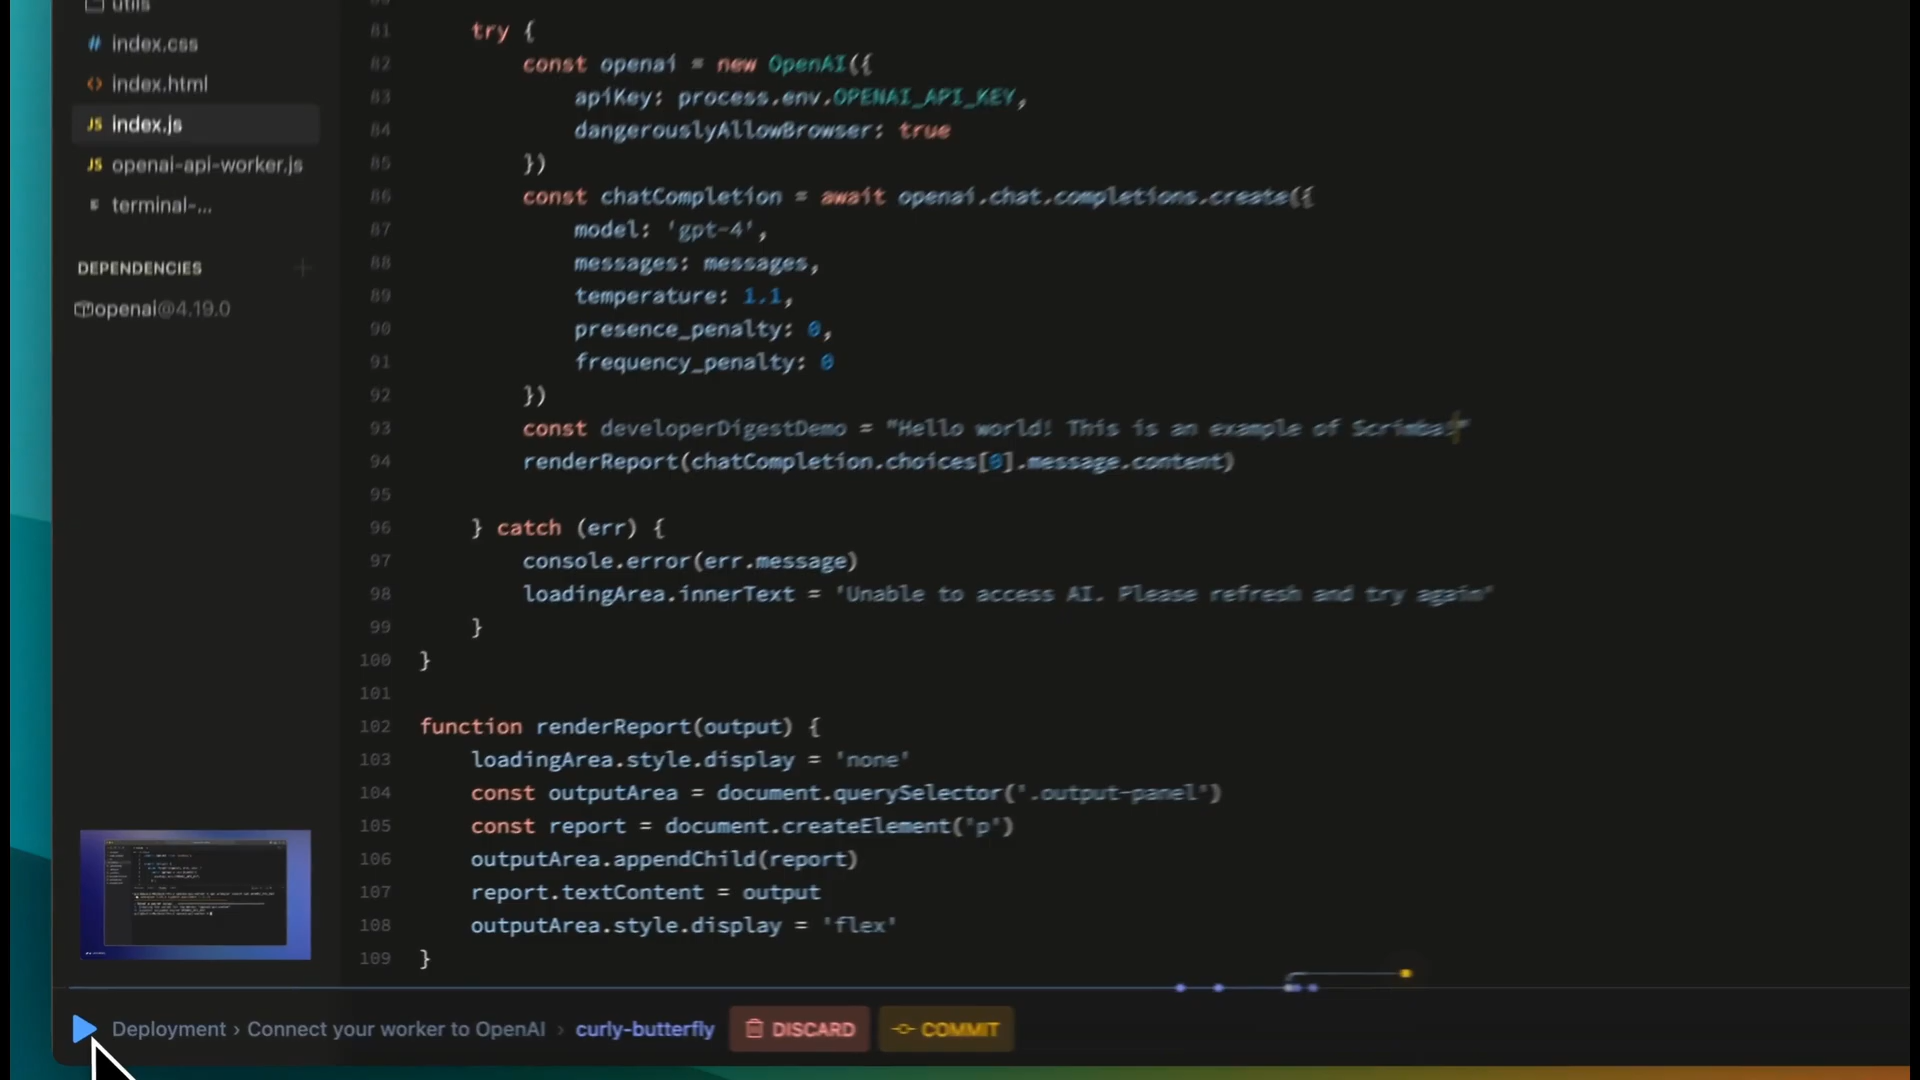 utils
# index.css
<> index.html
JS index.js
JS openai-api-worker.js
terminal-...
DEPENDENCIES +
openai@4.19.0
81 try {
82 const openai = new OpenAI({
83 apiKey: process.env.OPENAI_API_KEY,
84 dangerouslyAllowBrowser: true
85 })
86 const chatCompletion = await openai.chat.completions.create({
87 model: 'gpt-4',
88 messages: messages,
89 temperature: 1.1,
90 presence_penalty: 0,
91 frequency_penalty: 0
92 })
93 const developerDigestDemo = "Hello world! This is an example of Scrimba!"
94 renderReport(chatCompletion.choices[0].message.content)
95
96 } catch (err) {
97 console.error(err.message)
98 loadingArea.innerText = 'Unable to access AI. Please refresh and try again'
99 }
100 }
101
102 function renderReport(output) {
103 loadingArea.style.display = 'none'
104 const outputArea = document.querySelector('.output-panel')
105 const report = document.createElement('p')
106 outputArea.appendChild(report)
107 report.textContent = output
108 outputArea.style.display = 'flex'
109 }
Deployment › Connect your worker to OpenAI › curly-butterfly DISCARD COMMIT